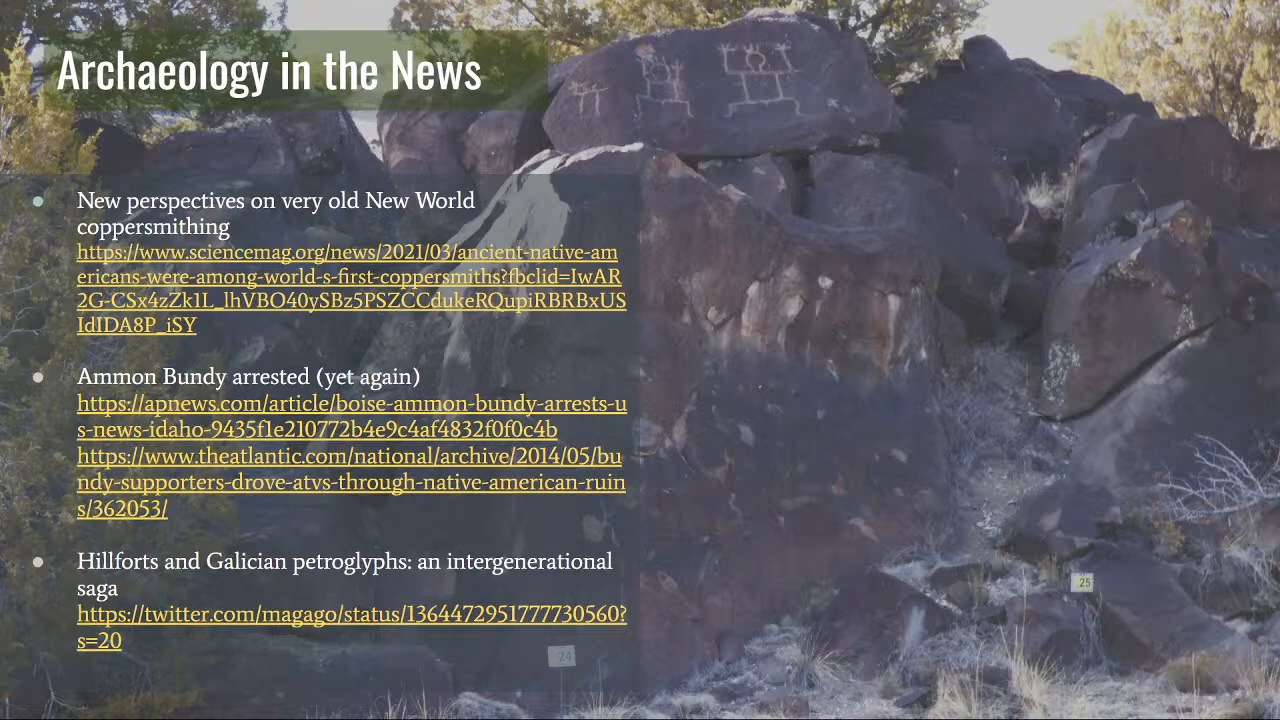 Archaeology in the News
New perspectives on very old New World
coppersmithing
https://www.sciencemag.org/news/2021/03/ancient-native-am
ericans-were-among-world-s-first-coppersmiths?fbclid=IwAR
2G-CSx4zZk1L_lhVBO40ySBz5PSZCCdukeRQupiRBRBxUS
IdIDA8P_iSY
Ammon Bundy arrested (yet again)
https://apnews.com/article/boise-ammon-bundy-arrests-u
s-news-idaho-9435f1e210772b4e9c4af4832f0f0c4b
https://www.theatlantic.com/national/archive/2014/05/bu
ndy-supporters-drove-atvs-through-native-american-ruin
s/362053/
Hillforts and Galician petroglyphs: an intergenerational
saga
https://twitter.com/magago/status/1364472951777730560?
s=20
24
25